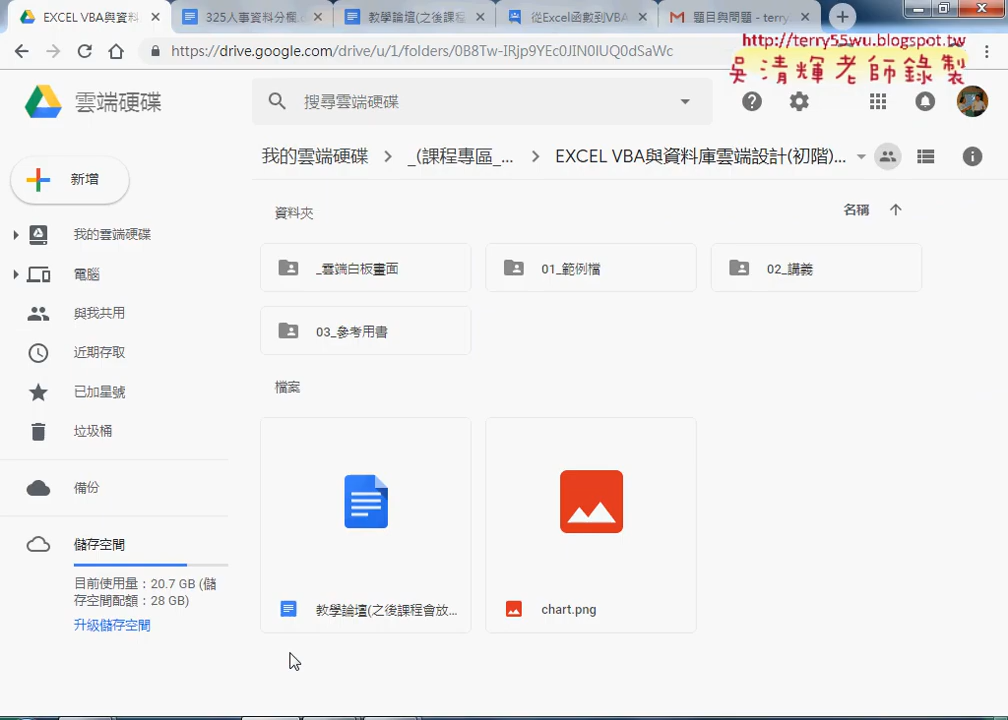 EXCEL VBA與資料
325人事資料分欄.
教學論壇(之後課程
從Excel函數到VBA
題目與問題 - terry
https://drive.google.com/drive/u/1/folders/0B8Tw-IRjp9YEc0JIN0lUQ0dSaWc
http://terry55wu.blogspot.tw
吳清輝老師錄製
雲端硬碟
搜尋雲端硬碟
我的雲端硬碟
_(課程專區_...
EXCEL VBA與資料庫雲端設計(初階)...
新增
資料夾
名稱
我的雲端硬碟
_雲端白板畫面
01_範例檔
02_講義
電腦
與我共用
03_參考用書
近期存取
檔案
已加星號
垃圾桶
備份
儲存空間
目前使用量：20.7 GB (儲
存空間配額：28 GB)
升級儲存空間
教學論壇(之後課程會放...
chart.png